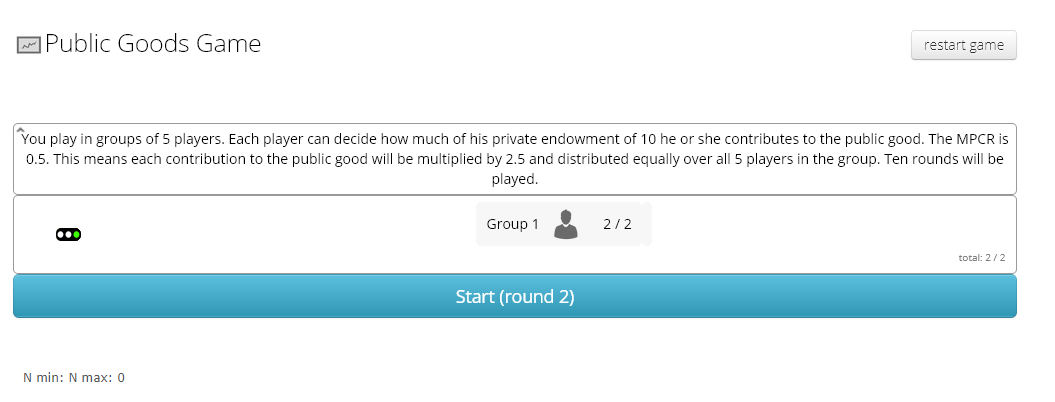 Public Goods Game
restart game
You play in groups of 5 players. Each player can decide how much of his private endowment of 10 he or she contributes to the public good. The MPCR is
0.5. This means each contribution to the public good will be multiplied by 2.5 and distributed equally over all 5 players in the group. Ten rounds will be
played.
Group 1 2 / 2
total: 2 / 2
Start (round 2)
N min: N max: 0